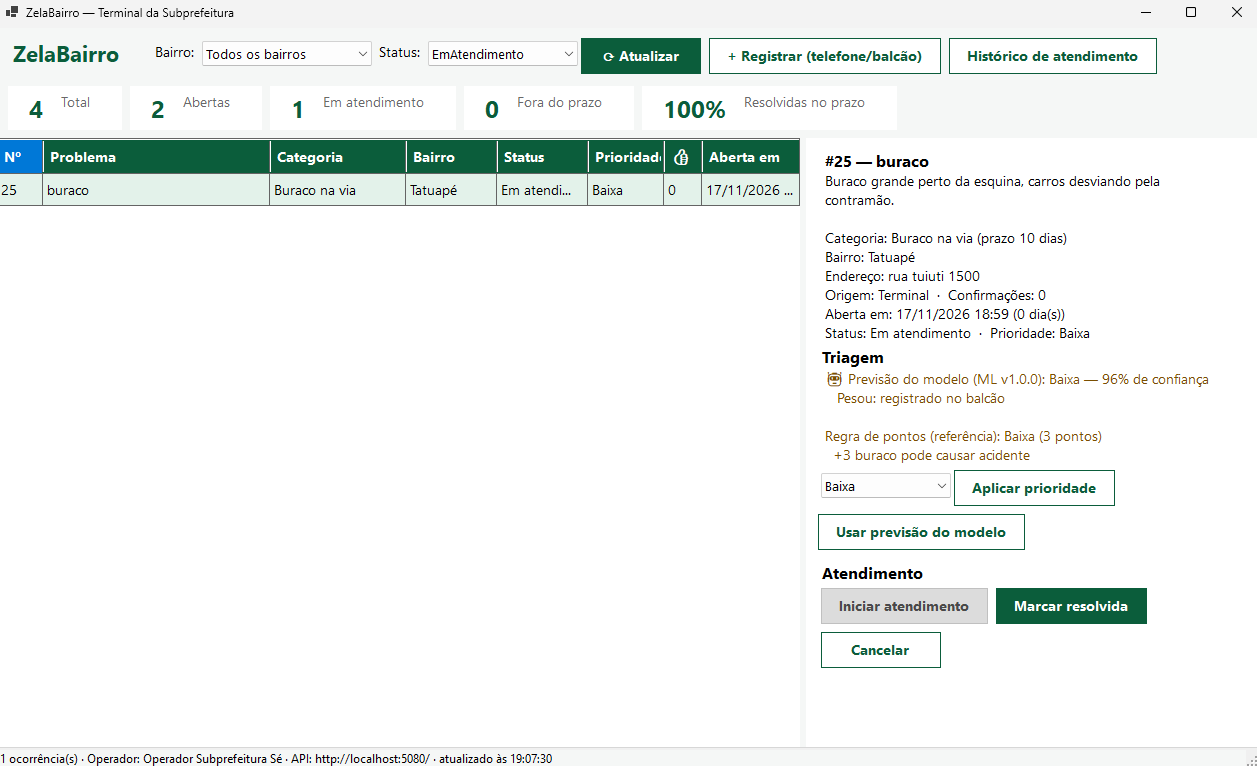 ZelaBairro — Terminal da Subprefeitura
ZelaBairro Bairro: Todos os bairros Status: EmAtendimento ⟳ Atualizar + Registrar (telefone/balcão) Histórico de atendimento
4 Total 2 Abertas 1 Em atendimento 0 Fora do prazo 100% Resolvidas no prazo
Nº Problema Categoria Bairro Status Prioridad 👍 Aberta em
25 buraco Buraco na via Tatuapé Em atendi... Baixa 0 17/11/2026 ...
#25 — buraco
Buraco grande perto da esquina, carros desviando pela
contramão.
Categoria: Buraco na via (prazo 10 dias)
Bairro: Tatuapé
Endereço: rua tuiuti 1500
Origem: Terminal · Confirmações: 0
Aberta em: 17/11/2026 18:59 (0 dia(s))
Status: Em atendimento · Prioridade: Baixa
Triagem
🤖 Previsão do modelo (ML v1.0.0): Baixa — 96% de confiança
Pesou: registrado no balcão
Regra de pontos (referência): Baixa (3 pontos)
+3 buraco pode causar acidente
Baixa Aplicar prioridade
Usar previsão do modelo
Atendimento
Iniciar atendimento Marcar resolvida
Cancelar
1 ocorrência(s) · Operador: Operador Subprefeitura Sé · API: http://localhost:5080/ · atualizado às 19:07:30